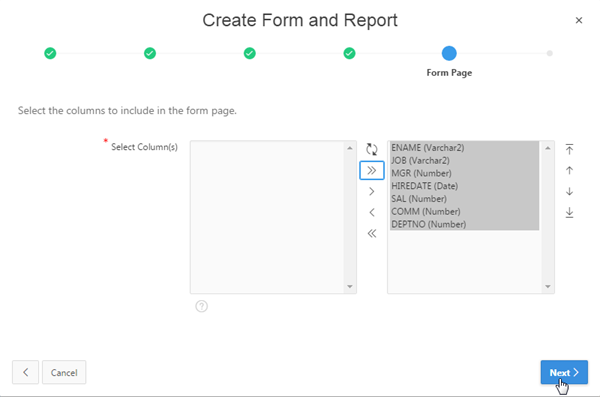 Create Form and Report
Form Page
Select the columns to include in the form page.
* Select Column(s)
ENAME (Varchar2)
JOB (Varchar2)
MGR (Number)
HIREDATE (Date)
SAL (Number)
COMM (Number)
DEPTNO (Number)
?
Cancel
Next